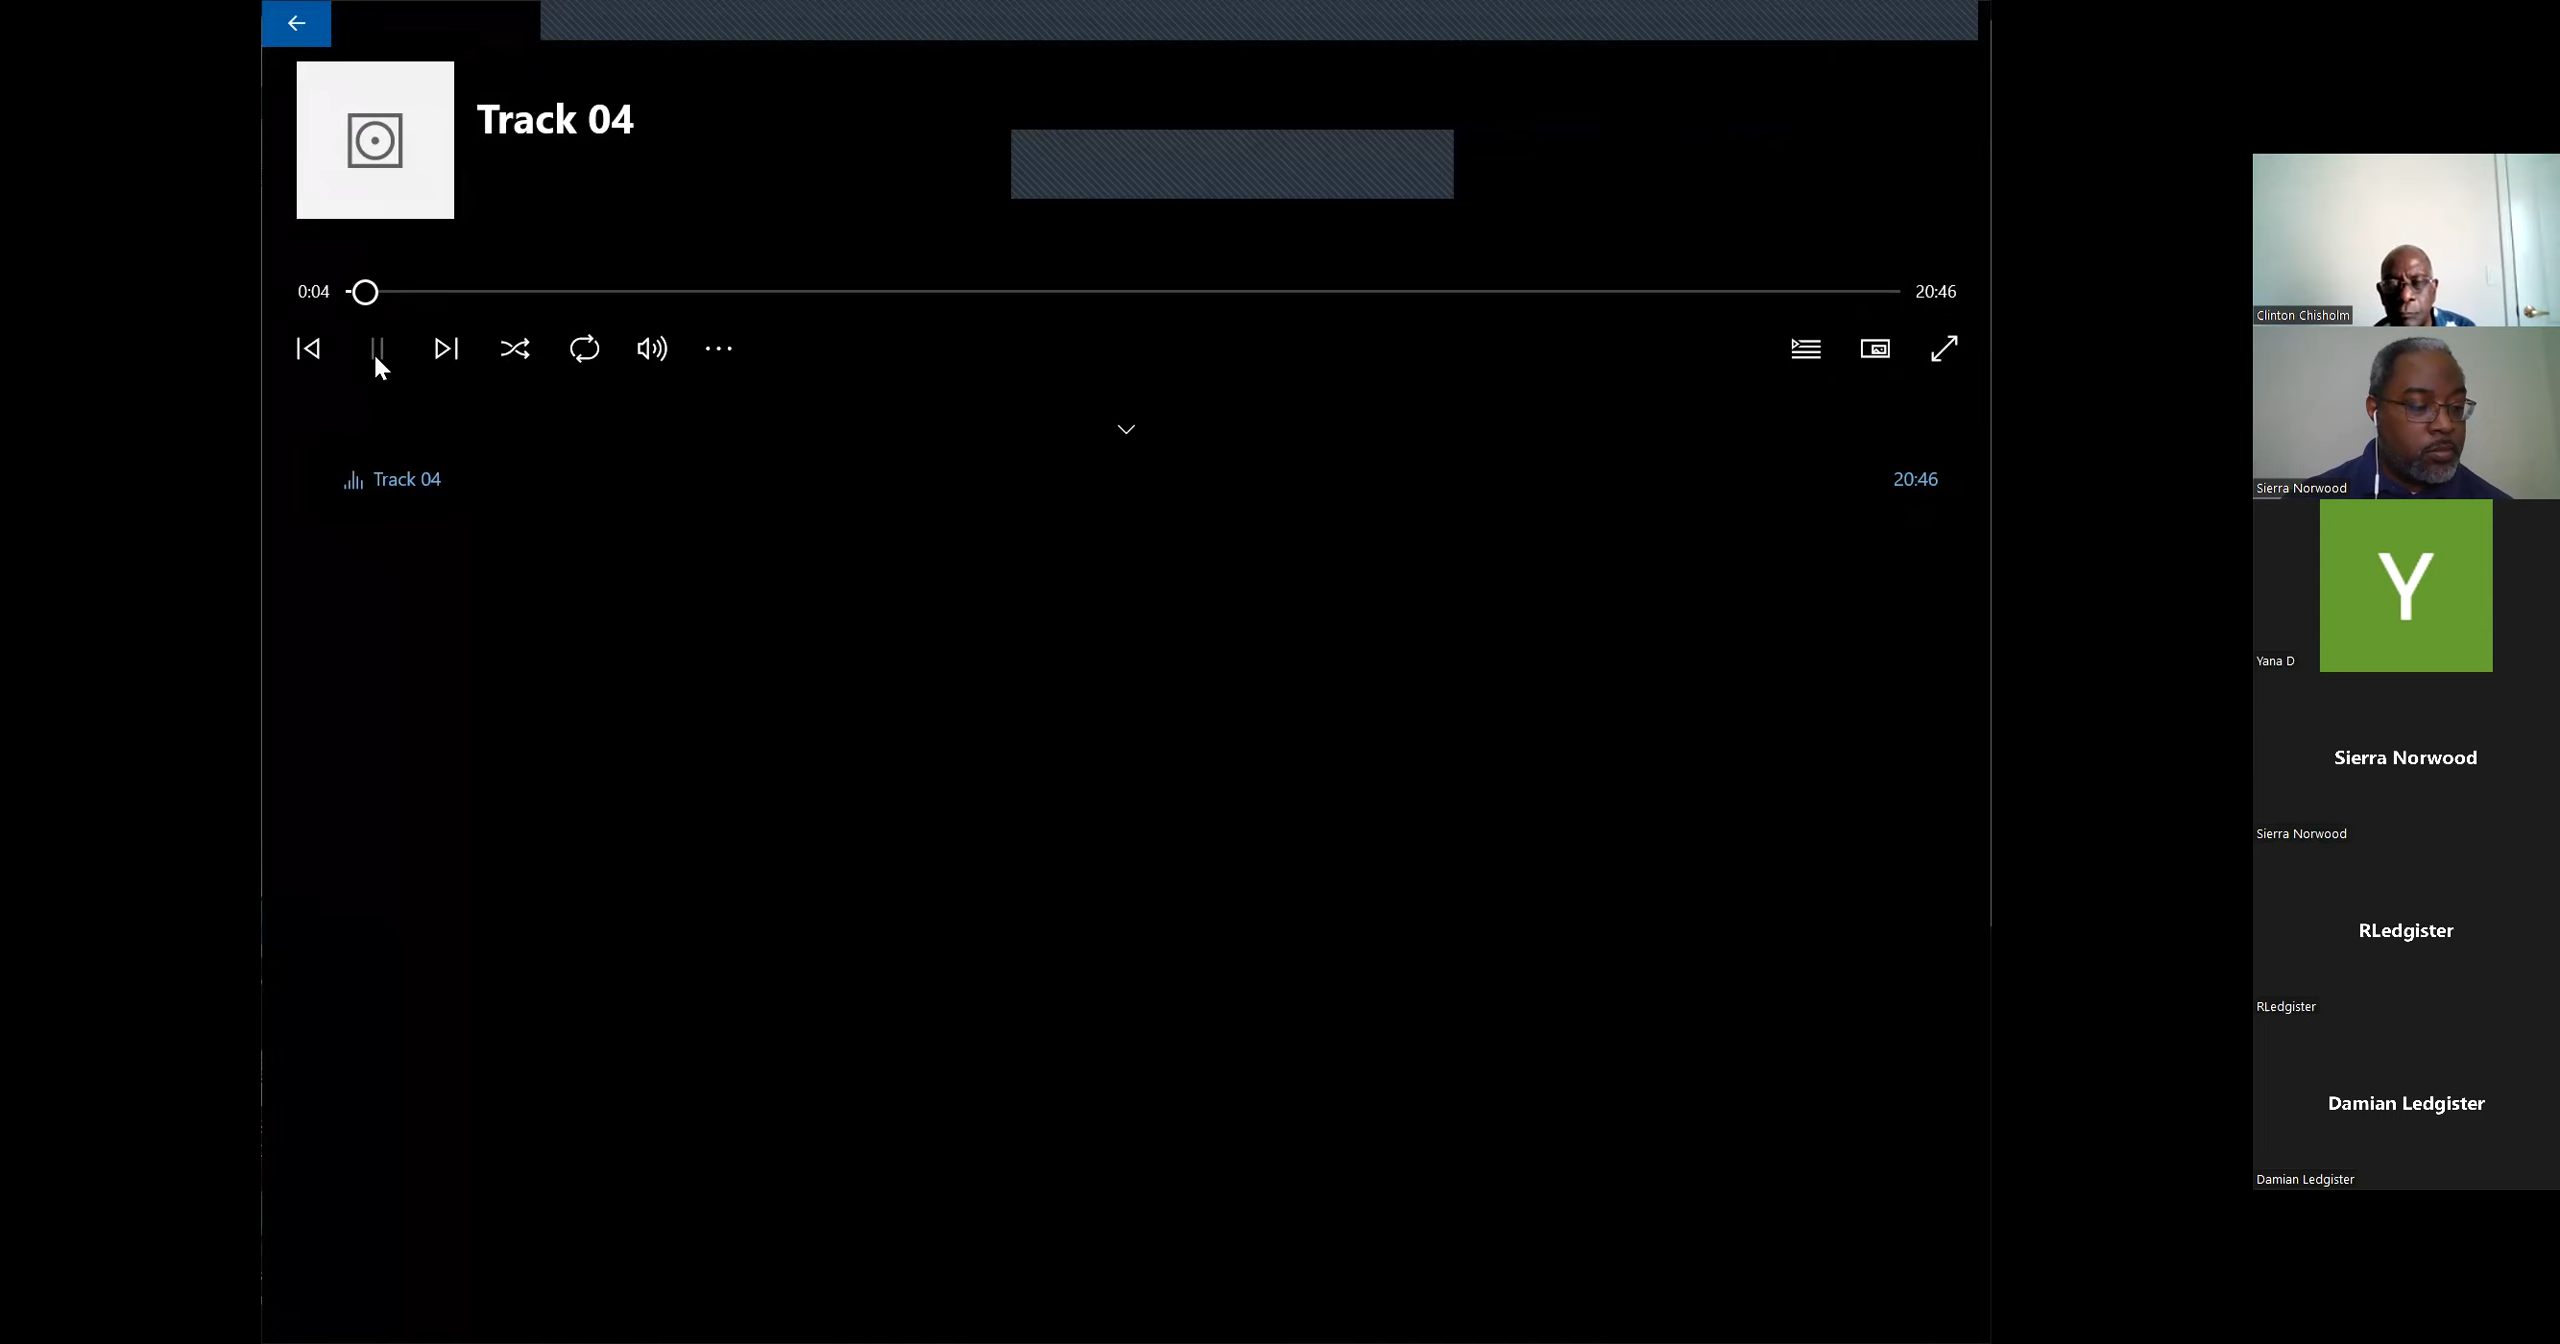 Track 04
0:04
20:46
Track 04
20:46
Clinton Chisholm
Sierra Norwood
Y
Yana D
Sierra Norwood
Sierra Norwood
RLedgister
RLedgister
Damian Ledgister
Damian Ledgister